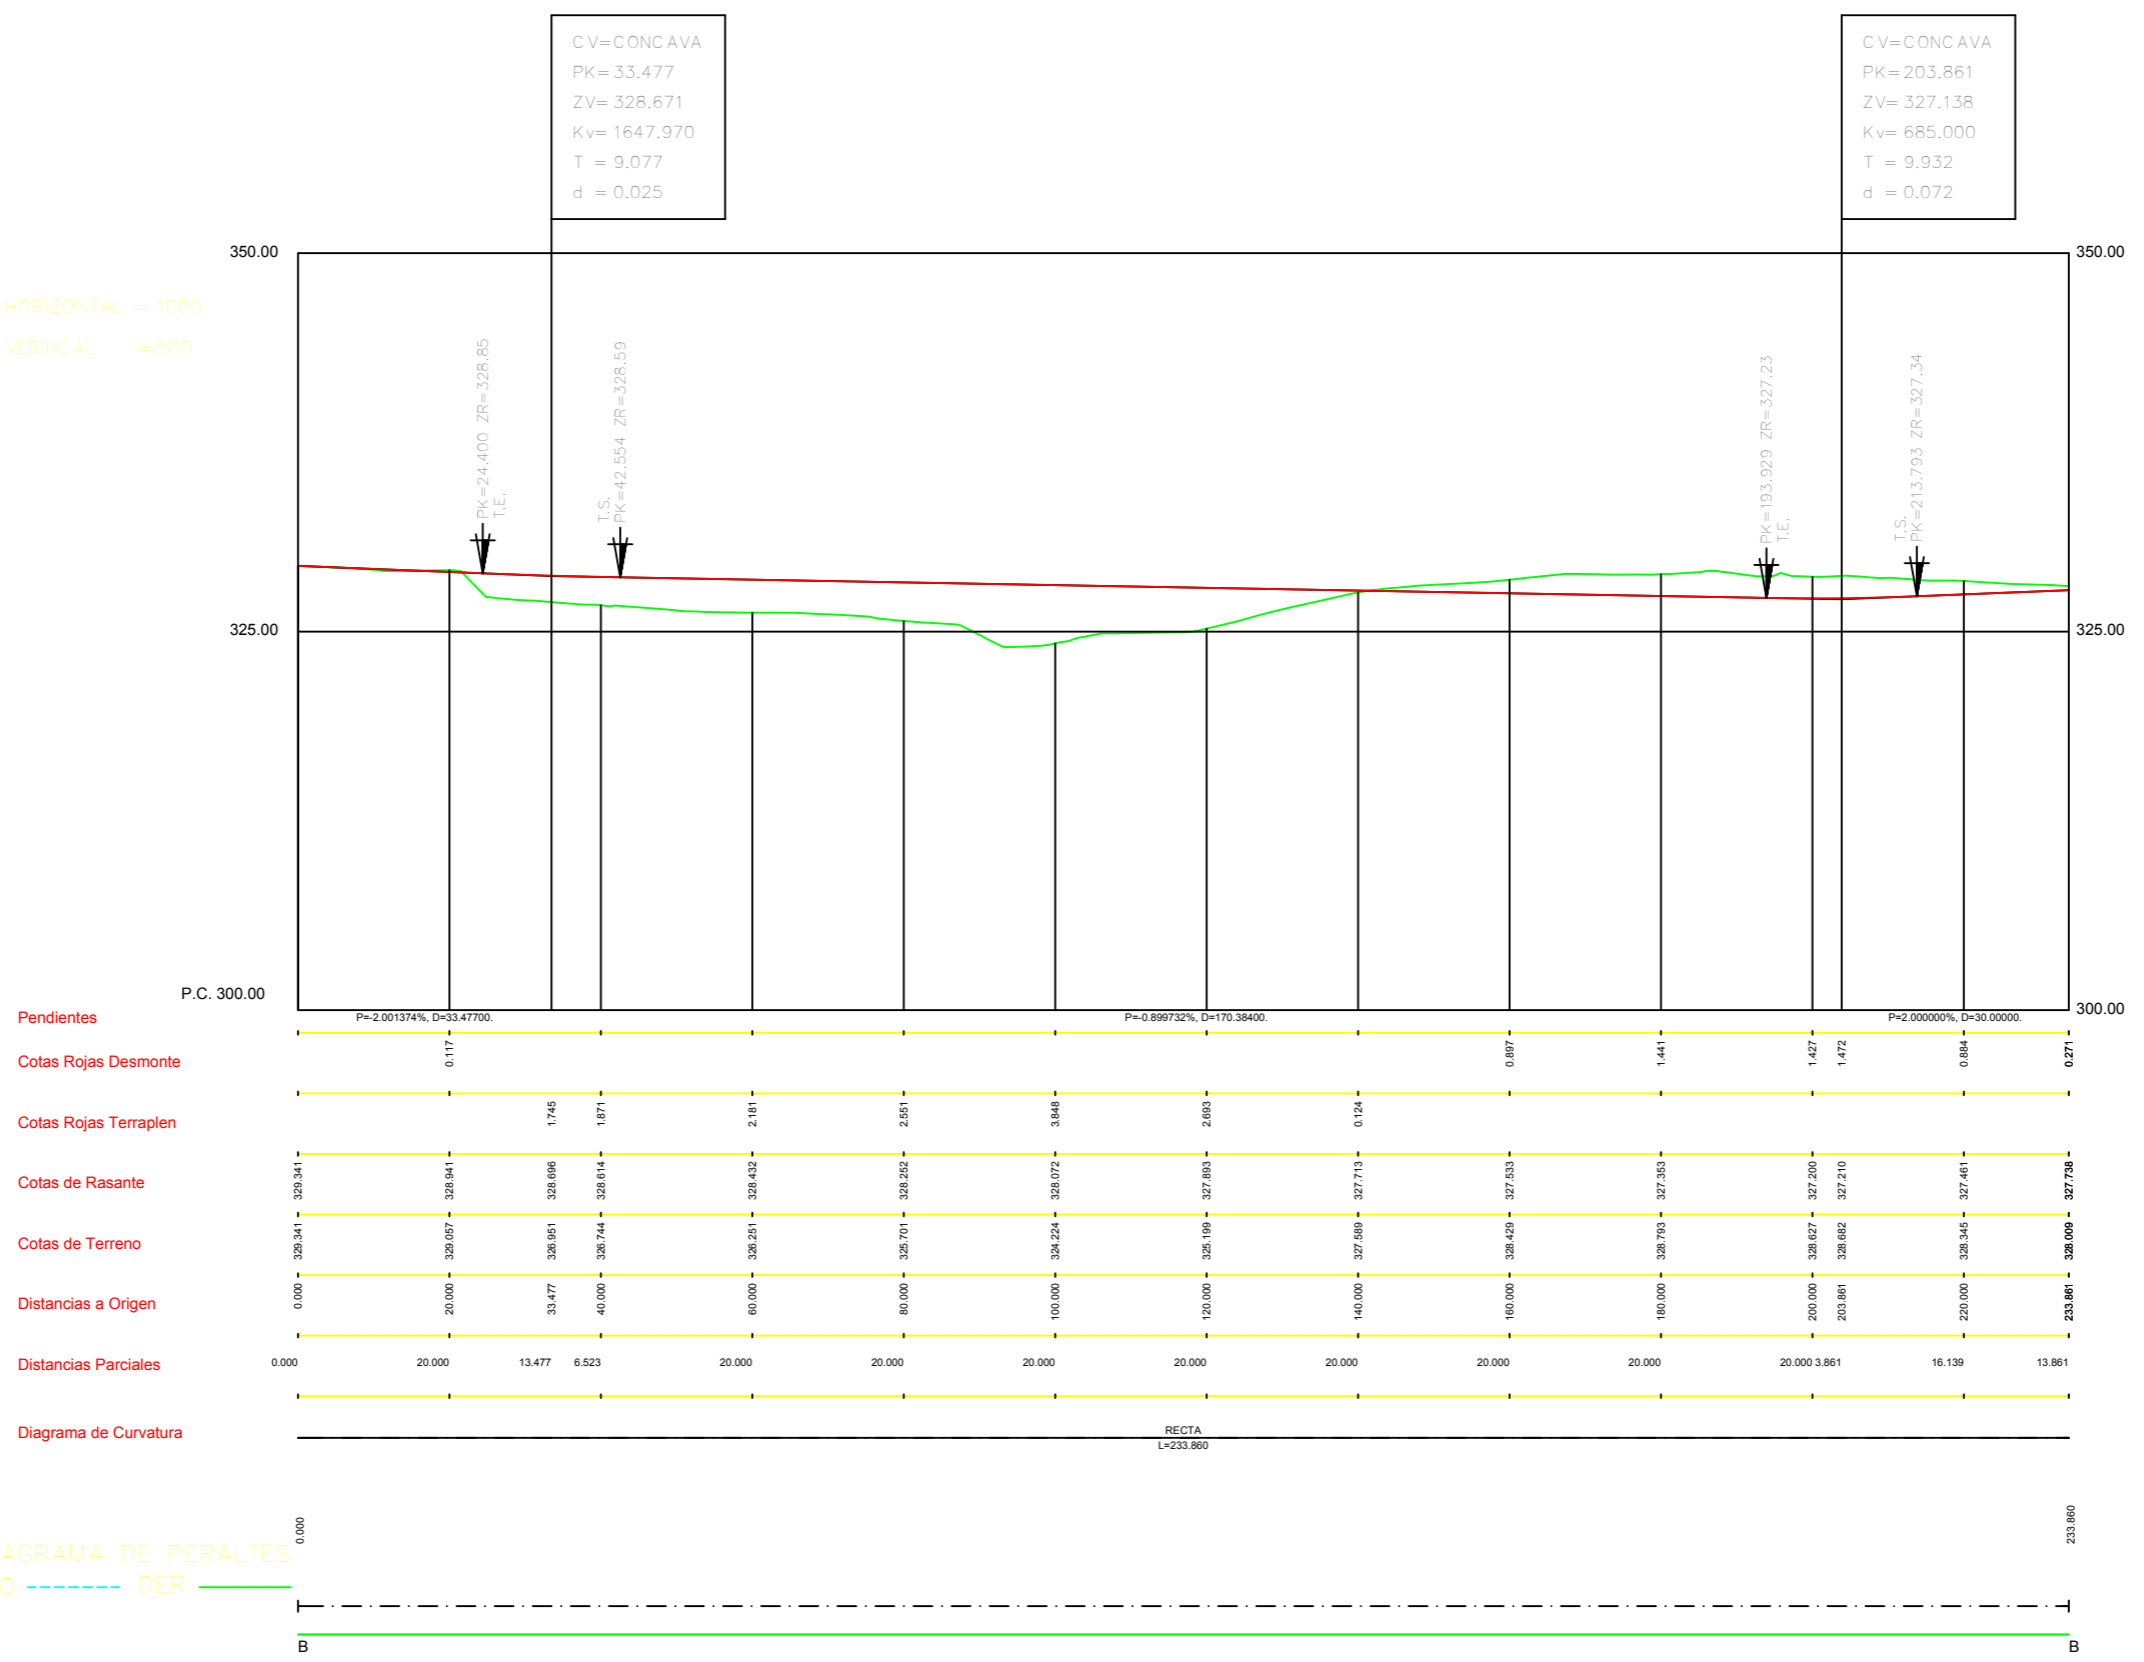 CV=CONCAVA
PK=33.477
ZV=328.671
Kv=1647.970
T = 9.077
d = 0.025
CV=CONCAVA
PK=203.861
ZV=327.138
Kv=685.000
T = 9.932
d = 0.072
350.00
350.00
HORIZONTAL = 1000
VERTICAL = 500
PK=24.400 ZR=328.85
T.E.
T.S.
PK=42.554 ZR=328.59
PK=193.929 ZR=327.23
T.E.
T.S.
PK=213.793 ZR=327.34
325.00
325.00
P.C. 300.00
300.00
Pendientes
P=-2.001374%, D=33.47700.
P=-0.899732%, D=170.38400.
P=2.000000%, D=30.00000.
Cotas Rojas Desmonte
0.117
0.897
1.441
1.427
1.472
0.884
0.271
Cotas Rojas Terraplen
1.745
1.871
2.181
2.551
3.848
2.693
0.124
Cotas de Rasante
329.341
328.941
328.696
328.614
328.432
328.252
328.072
327.893
327.713
327.533
327.353
327.200
327.210
327.461
327.738
Cotas de Terreno
329.341
329.057
326.951
326.744
326.251
325.701
324.224
325.199
327.589
328.429
328.793
328.627
328.682
328.345
328.009
Distancias a Origen
0.000
20.000
33.477
40.000
60.000
80.000
100.000
120.000
140.000
160.000
180.000
200.000
203.861
220.000
233.861
Distancias Parciales
0.000
20.000
13.477
6.523
20.000
20.000
20.000
20.000
20.000
20.000
20.000
20.000
3.861
16.139
13.861
Diagrama de Curvatura
RECTA
L=233.860
0.000
233.860
AGRAMA DE PERALTES
Q DER
B
B